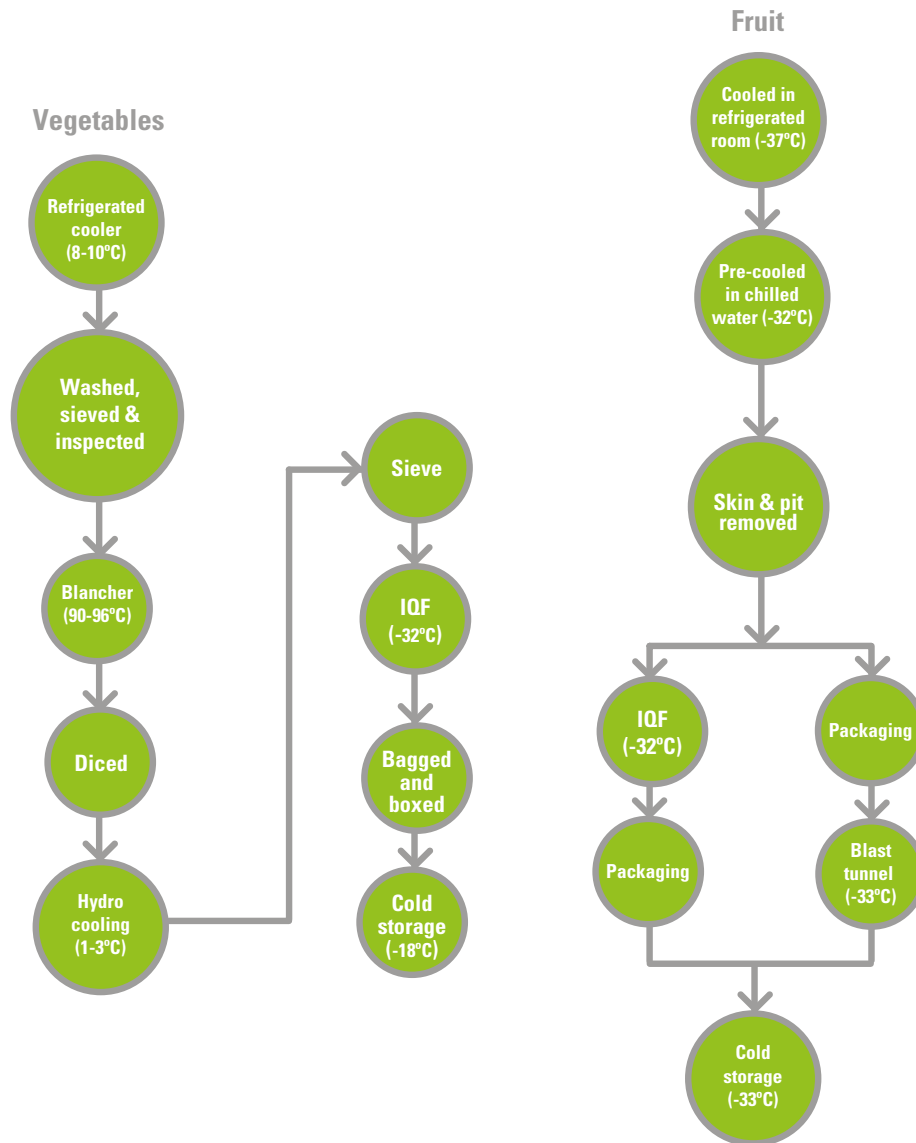 Vegetables
Refrigerated
cooler
(8-10ºC)
Washed,
sieved &
inspected
Blancher
(90-96ºC)
Diced
Hydro
cooling
(1-3ºC)
Sieve
IQF
(-32ºC)
Bagged
and
boxed
Cold
storage
(-18ºC)
Fruit
Cooled in
refrigerated
room (-37ºC)
Pre-cooled
in chilled
water (-32ºC)
Skin & pit
removed
IQF
(-32ºC)
Packaging
Packaging
Blast
tunnel
(-33ºC)
Cold
storage
(-33ºC)